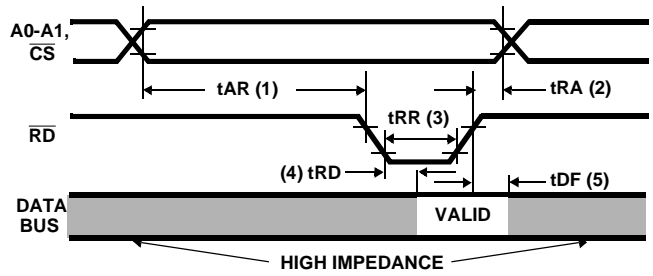 A0-A1,
CS
tAR (1)
tRA (2)
RD
tRR (3)
(4) tRD
tDF (5)
DATA
BUS
VALID
HIGH IMPEDANCE